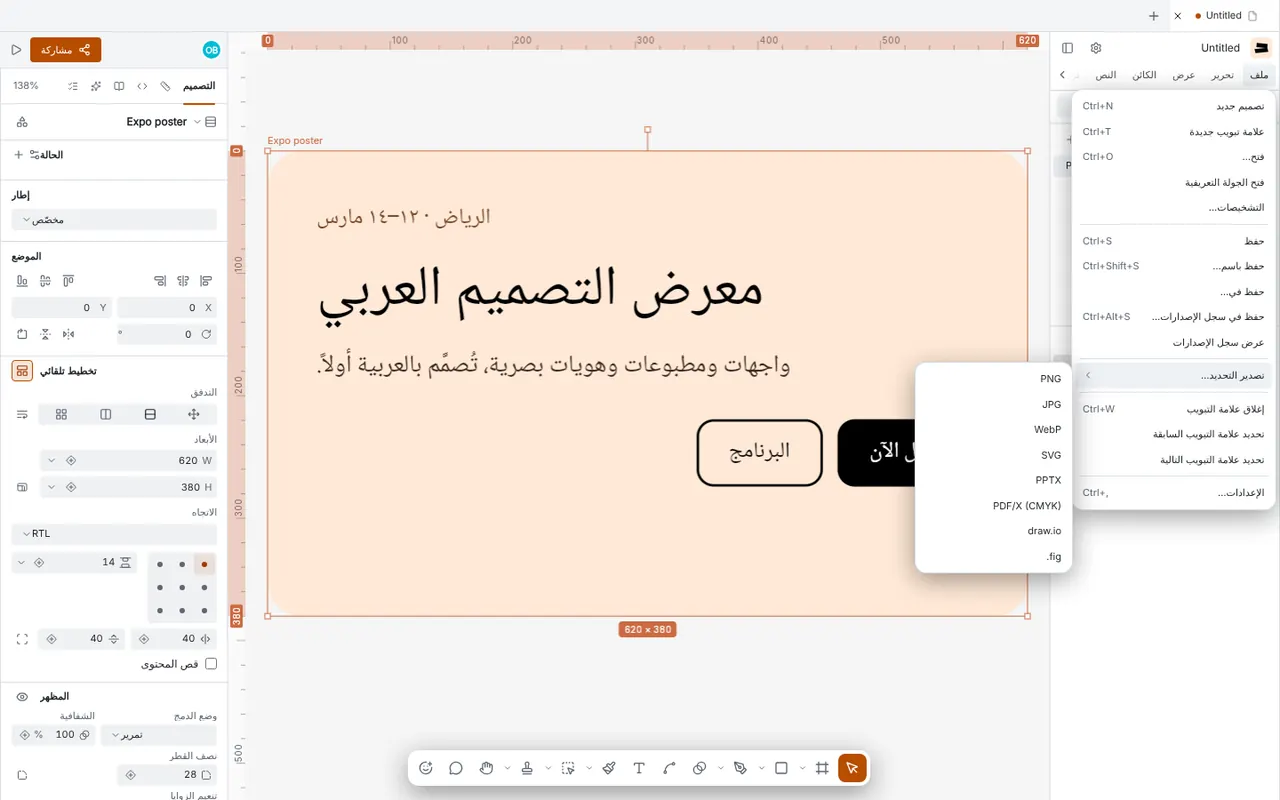 Untitled
Untitled
ملف
تحرير
عرض
الكائن
النص
تصميم جديد Ctrl+N
علامة تبويب جديدة Ctrl+T
فتح... Ctrl+O
فتح الجولة التعريفية
التشخيصات...
حفظ Ctrl+S
حفظ باسم... Ctrl+Shift+S
حفظ في...
حفظ في سجل الإصدارات... Ctrl+Alt+S
عرض سجل الإصدارات
تصدير التحديد...
إغلاق علامة التبويب Ctrl+W
تحديد علامة التبويب السابقة
تحديد علامة التبويب التالية
الإعدادات... Ctrl+,
PNG
JPG
WebP
SVG
PPTX
PDF/X (CMYK)
draw.io
.fig
0 100 200 300 400 500 620
0
100
200
300
380
500
Expo poster
الرياض · ١٢–١٤ مارس
معرض التصميم العربي
واجهات ومطبوعات وهويات بصرية، تُصمَّم بالعربية أولاً.
الآن
البرنامج
620 × 380
OB
مشاركة
التصميم
138%
Expo poster
الحالة
إطار
مخصّص
الموضع
X 0
Y 0
0 °
تخطيط تلقائي
التدفق
الأبعاد
W 620
H 380
الاتجاه
RTL
14
40
40
قص المحتوى
المظهر
وضع الدمج
الشفافية
تمرير
100 %
نصف القطر
28
تنعيم الزوايا